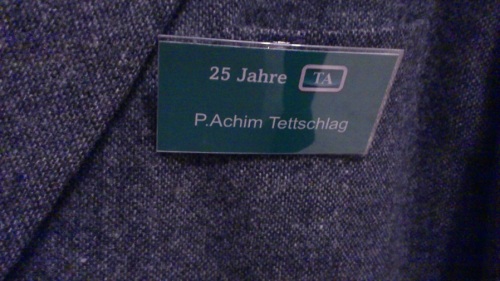 25 Jahre TA
P.Achim Tettschlag